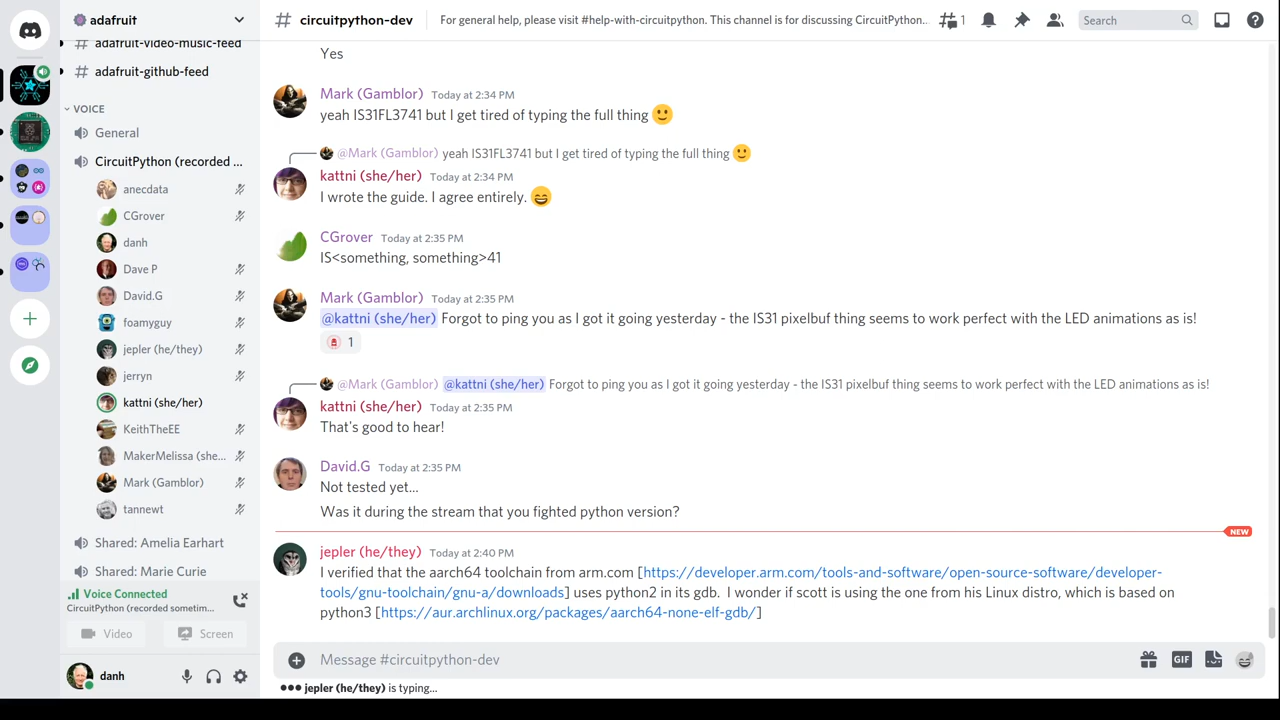 adafruit
adafruit-video-music-feed
adafruit-github-feed
VOICE
General
CircuitPython (recorded ...
anecdata
CGrover
danh
Dave P
David.G
foamyguy
jepler (he/they)
jerryn
kattni (she/her)
KeithTheEE
MakerMelissa (she...
Mark (Gamblor)
tannewt
Shared: Amelia Earhart
Shared: Marie Curie
Voice Connected
CircuitPython (recorded sometim...
Video
Screen
danh
# circuitpython-dev
For general help, please visit #help-with-circuitpython. This channel is for discussing CircuitPython...
1
Search
Yes
Mark (Gamblor) Today at 2:34 PM
yeah IS31FL3741 but I get tired of typing the full thing 🙂
@Mark (Gamblor) yeah IS31FL3741 but I get tired of typing the full thing 🙂
kattni (she/her) Today at 2:34 PM
I wrote the guide. I agree entirely. 😄
CGrover Today at 2:35 PM
IS<something, something>41
Mark (Gamblor) Today at 2:35 PM
@kattni (she/her) Forgot to ping you as I got it going yesterday - the IS31 pixelbuf thing seems to work perfect with the LED animations as is!
1
@Mark (Gamblor) @kattni (she/her) Forgot to ping you as I got it going yesterday - the IS31 pixelbuf thing seems to work perfect with the LED animations as is!
kattni (she/her) Today at 2:35 PM
That's good to hear!
David.G Today at 2:35 PM
Not tested yet...
Was it during the stream that you fighted python version?
NEW
jepler (he/they) Today at 2:40 PM
I verified that the aarch64 toolchain from arm.com [https://developer.arm.com/tools-and-software/open-source-software/developer-
tools/gnu-toolchain/gnu-a/downloads] uses python2 in its gdb. I wonder if scott is using the one from his Linux distro, which is based on
python3 [https://aur.archlinux.org/packages/aarch64-none-elf-gdb/]
Message #circuitpython-dev
GIF
jepler (he/they) is typing...